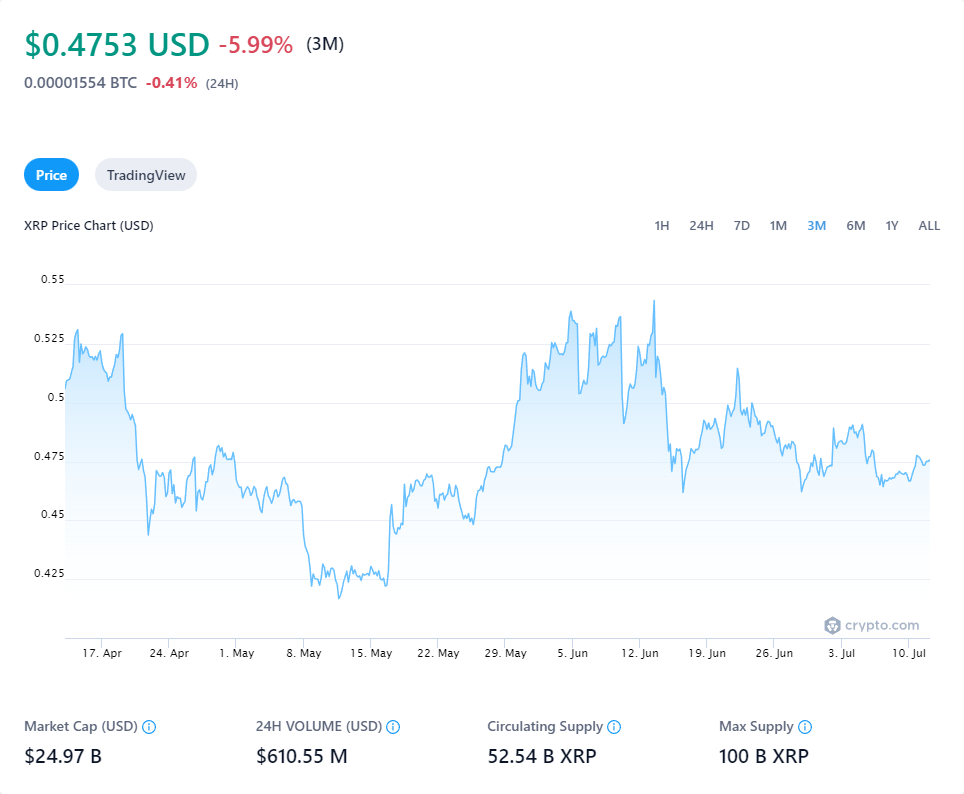 $0.4753 USD -5.99% (3M)
0.00001554 BTC -0.41% (24H)
Price TradingView
XRP Price Chart (USD) 1H 24H 7D 1M 3M 6M 1Y ALL
0.55
0.525
0.5
0.475
0.45
0.425
crypto.com
17. Apr 24. Apr 1. May 8. May 15. May 22. May 29. May 5. Jun 12. Jun 19. Jun 26. Jun 3. Jul 10. Jul
Market Cap (USD) 24H VOLUME (USD) Circulating Supply Max Supply
$24.97 B $610.55 M 52.54 B XRP 100 B XRP